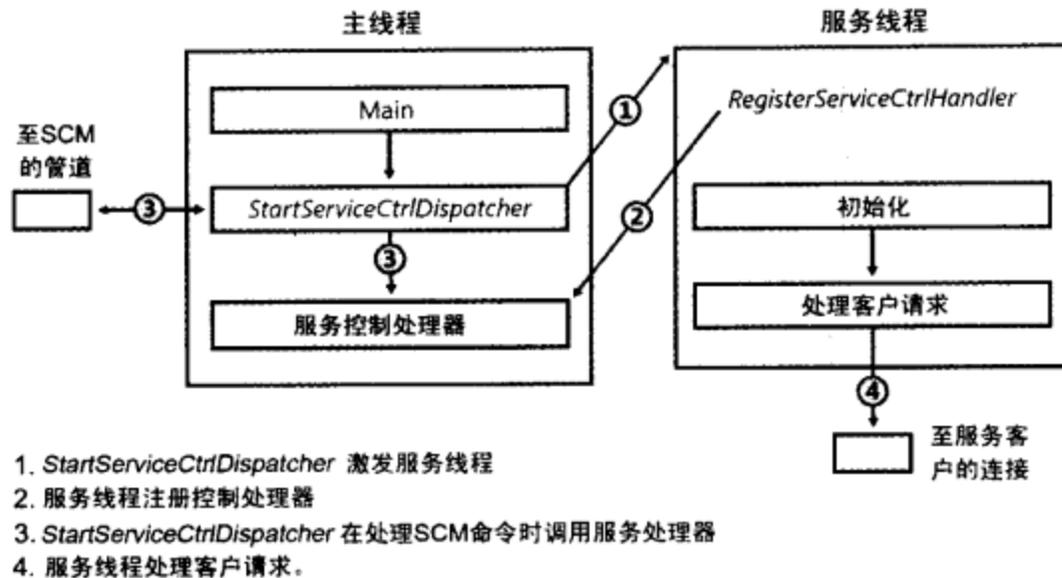 主线程
服务线程
Main
RegisterServiceCtrlHandler
①
至SCM
的管道
③
StartServiceCtrlDispatcher
②
初始化
③
服务控制处理器
处理客户请求
④
至服务客
户的连接
1. StartServiceCtrlDispatcher 激发服务线程
2. 服务线程注册控制处理器
3. StartServiceCtrlDispatcher 在处理SCM命令时调用服务处理器
4. 服务线程处理客户请求。